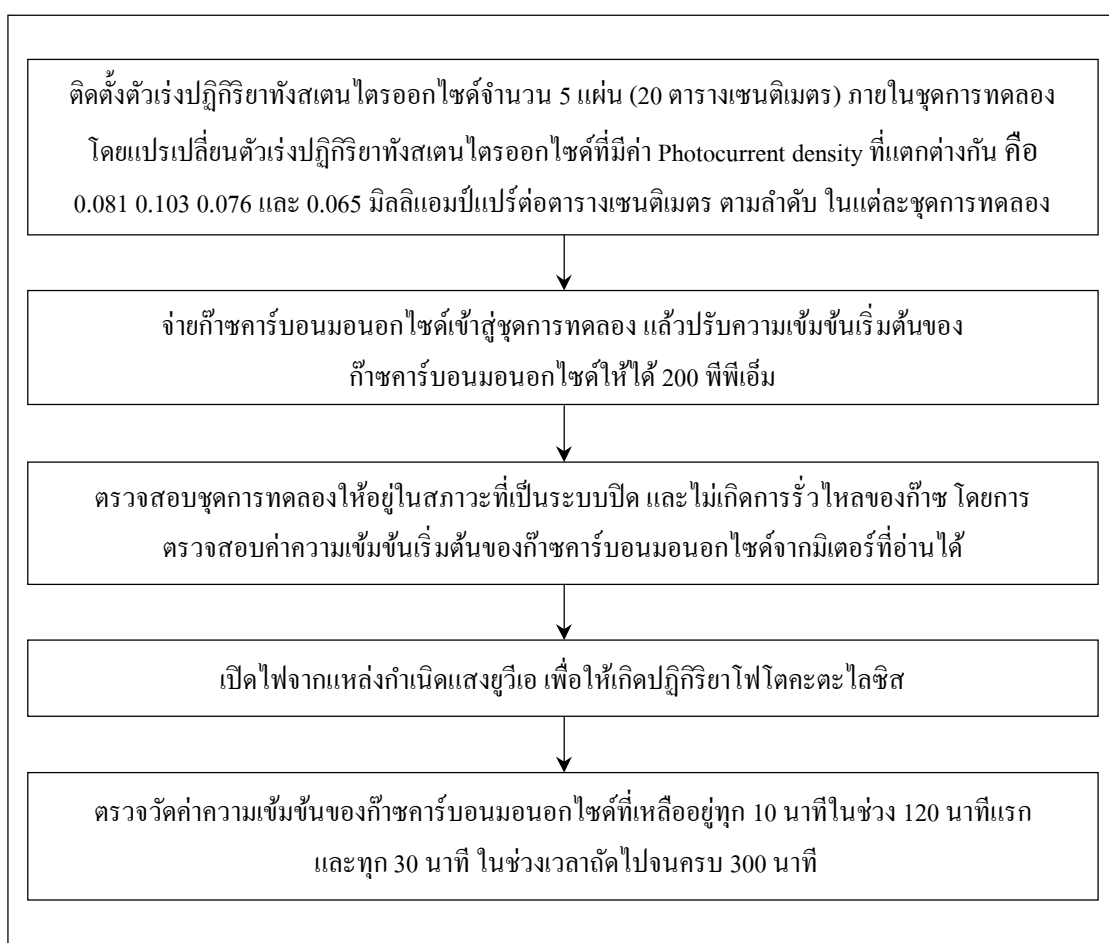 ติดตั้งตัวเร่งปฏิกิริยาทังสเตนไตรออกไซด์จำนวน 5 แผ่น (20 ตารางเซนติเมตร) ภายในชุดการทดลอง
โดยแปรเปลี่ยนตัวเร่งปฏิกิริยาทังสเตนไตรออกไซด์ที่มีค่า Photocurrent density ที่แตกต่างกัน คือ
0.081 0.103 0.076 และ 0.065 มิลลิแอมป์แปร์ต่อตารางเซนติเมตร ตามลำดับ ในแต่ละชุดการทดลอง
จ่ายก๊าซคาร์บอนมอนอกไซด์เข้าสู่ชุดการทดลอง แล้วปรับความเข้มข้นเริ่มต้นของ
ก๊าซคาร์บอนมอนอกไซด์ให้ได้ 200 พีพีเอ็ม
ตรวจสอบชุดการทดลองให้อยู่ในสภาวะที่เป็นระบบปิด และไม่เกิดการรั่วไหลของก๊าซ โดยการ
ตรวจสอบค่าความเข้มข้นเริ่มต้นของก๊าซคาร์บอนมอนอกไซด์จากมิเตอร์ที่อ่านได้
เปิดไฟจากแหล่งกำเนิดแสงยูวีเอ เพื่อให้เกิดปฏิกิริยาโฟโตคะตะไลซิส
ตรวจวัดค่าความเข้มข้นของก๊าซคาร์บอนมอนอกไซด์ที่เหลืออยู่ทุก 10 นาทีในช่วง 120 นาทีแรก
และทุก 30 นาที ในช่วงเวลาถัดไปจนครบ 300 นาที